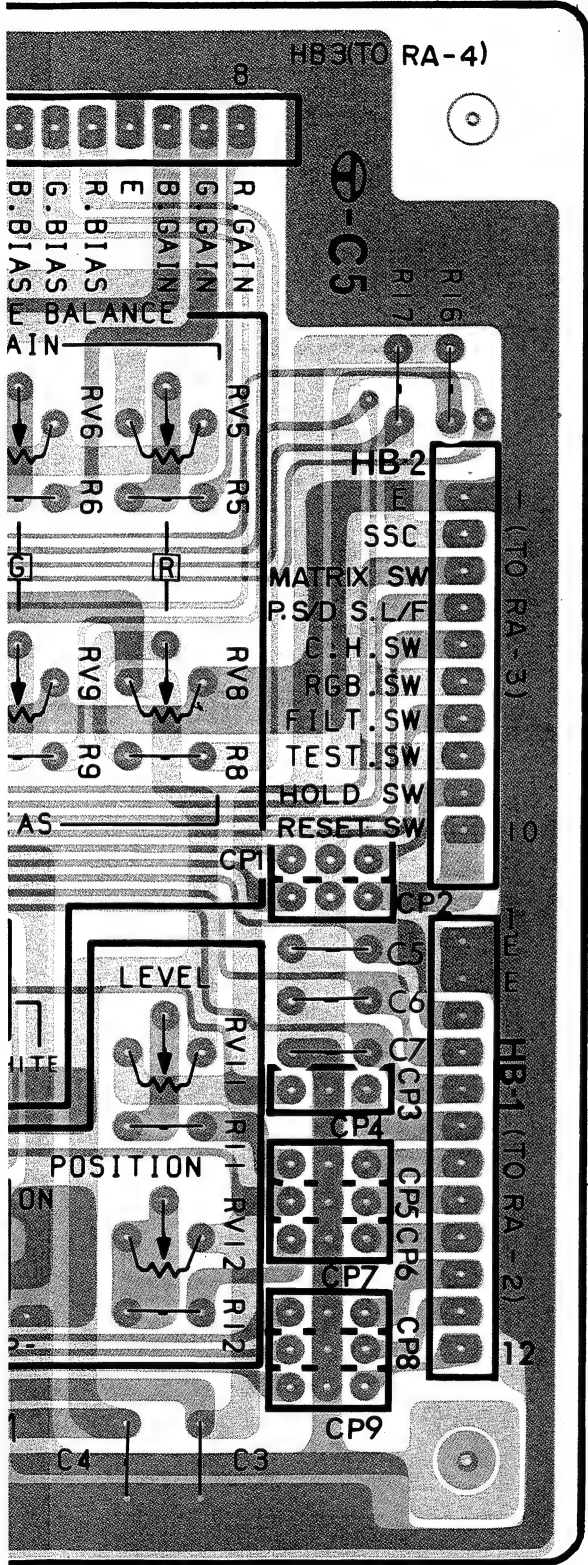 HB3(TO RA-4)
8
B.BIAS
G.BIAS
R.BIAS
E
B.GAIN
G.GAIN
R.GAIN
-C5
R17
R16
E BALANCE
AIN
RV6
RV5
R6
R5
G
R
HB-2
E
SSC
MATRIX SW
P.S/D S.L/F
C.H.SW
RGB.SW
FILT.SW
TEST.SW
HOLD SW
RESET SW
1
(TO RA-3)
10
RV9
RV8
R9
R8
AS
CP1
CP2
C5
C6
C7
CP3
CP4
E
E
HB-1 (TO RA-2)
LEVEL
HITE
RV11
R11
POSITION
ON
RV12
R12
CP5
CP6
CP7
CP8
CP9
12
C4
C3